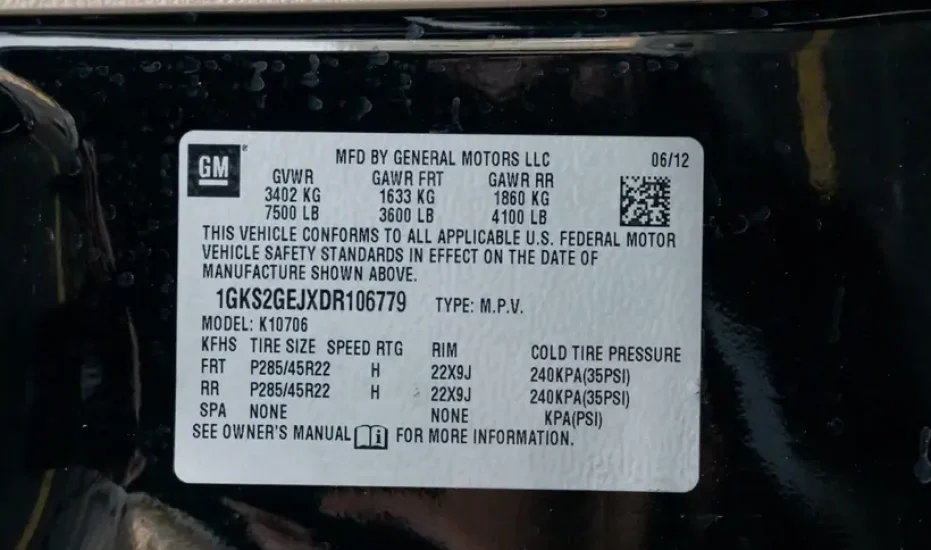 GM
MFD BY GENERAL MOTORS LLC 06/12
GVWR GAWR FRT GAWR RR
3402 KG 1633 KG 1860 KG
7500 LB 3600 LB 4100 LB
THIS VEHICLE CONFORMS TO ALL APPLICABLE U.S. FEDERAL MOTOR
VEHICLE SAFETY STANDARDS IN EFFECT ON THE DATE OF
MANUFACTURE SHOWN ABOVE.
1GKS2GEJXDR106779 TYPE: M.P.V.
MODEL: K10706
KFHS TIRE SIZE SPEED RTG RIM COLD TIRE PRESSURE
FRT P285/45R22 H 22X9J 240KPA(35PSI)
RR P285/45R22 H 22X9J 240KPA(35PSI)
SPA NONE NONE KPA(PSI)
SEE OWNER'S MANUAL FOR MORE INFORMATION.